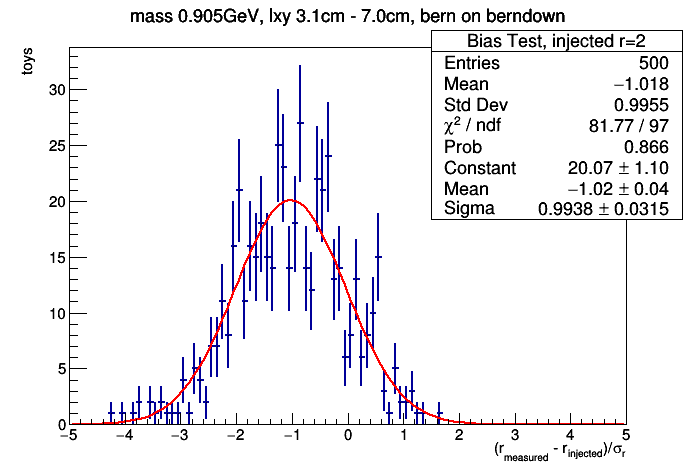 mass 0.905GeV, lxy 3.1cm - 7.0cm, bern on berndown
Bias Test, injected r=2
Entries 500
Mean −1.018
Std Dev 0.9955
χ² / ndf 81.77 / 97
Prob 0.866
Constant 20.07 ± 1.10
Mean −1.02 ± 0.04
Sigma 0.9938 ± 0.0315
toys
30
25
20
15
10
5
0
−5 −4 −3 −2 −1 0 1 2 3 4 5
(r_measured - r_injected)/σ_r